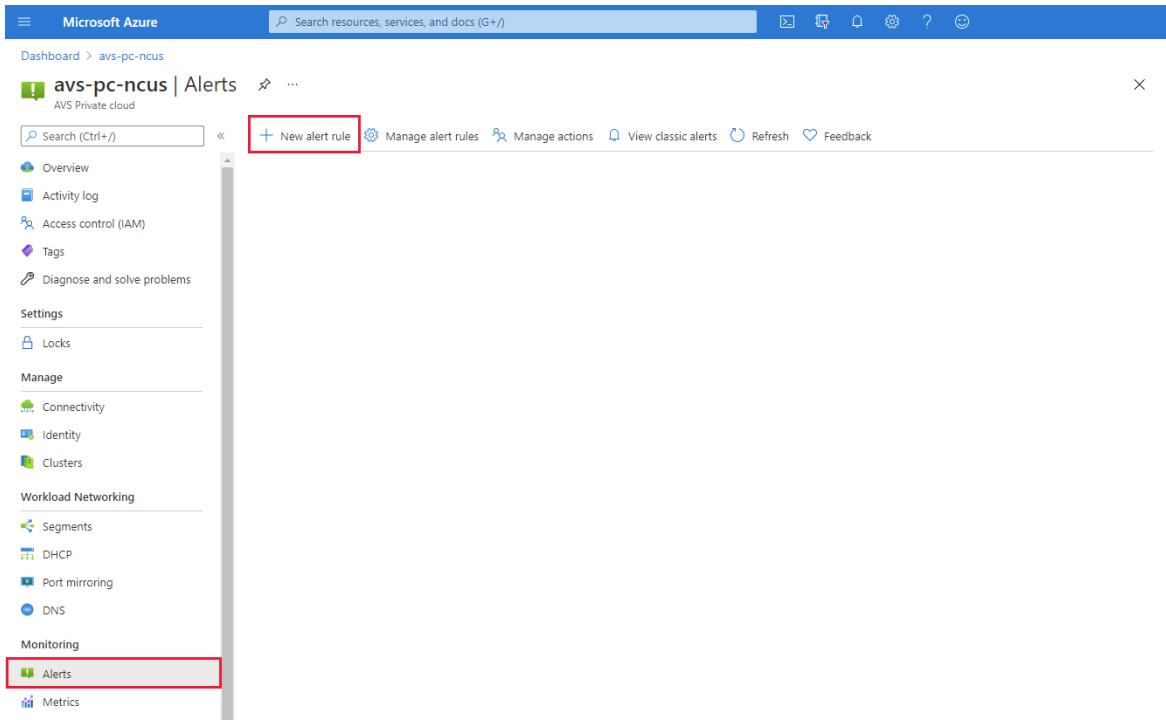 Microsoft Azure
Search resources, services, and docs (G+/)
Dashboard > avs-pc-ncus
avs-pc-ncus | Alerts
AVS Private cloud
Search (Ctrl+/)
New alert rule Manage alert rules Manage actions View classic alerts Refresh Feedback
Overview
Activity log
Access control (IAM)
Tags
Diagnose and solve problems
Settings
Locks
Manage
Connectivity
Identity
Clusters
Workload Networking
Segments
DHCP
Port mirroring
DNS
Monitoring
Alerts
Metrics